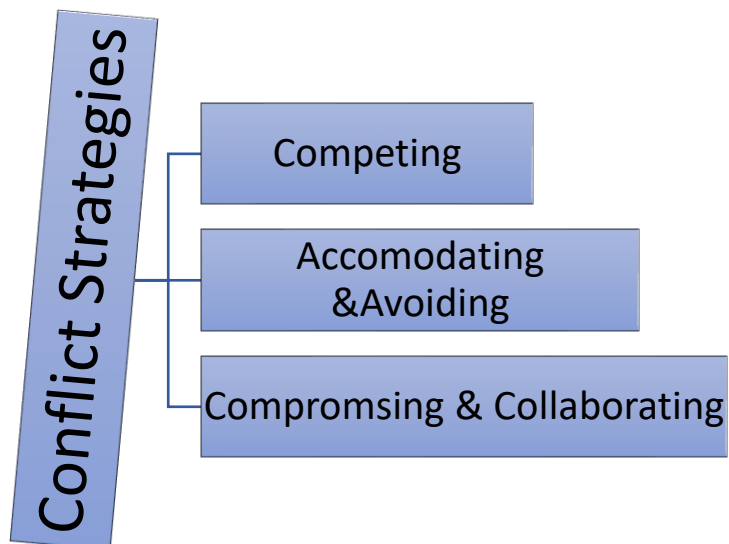 Conflict Strategies
Competing
Accomodating
&Avoiding
Compromsing & Collaborating